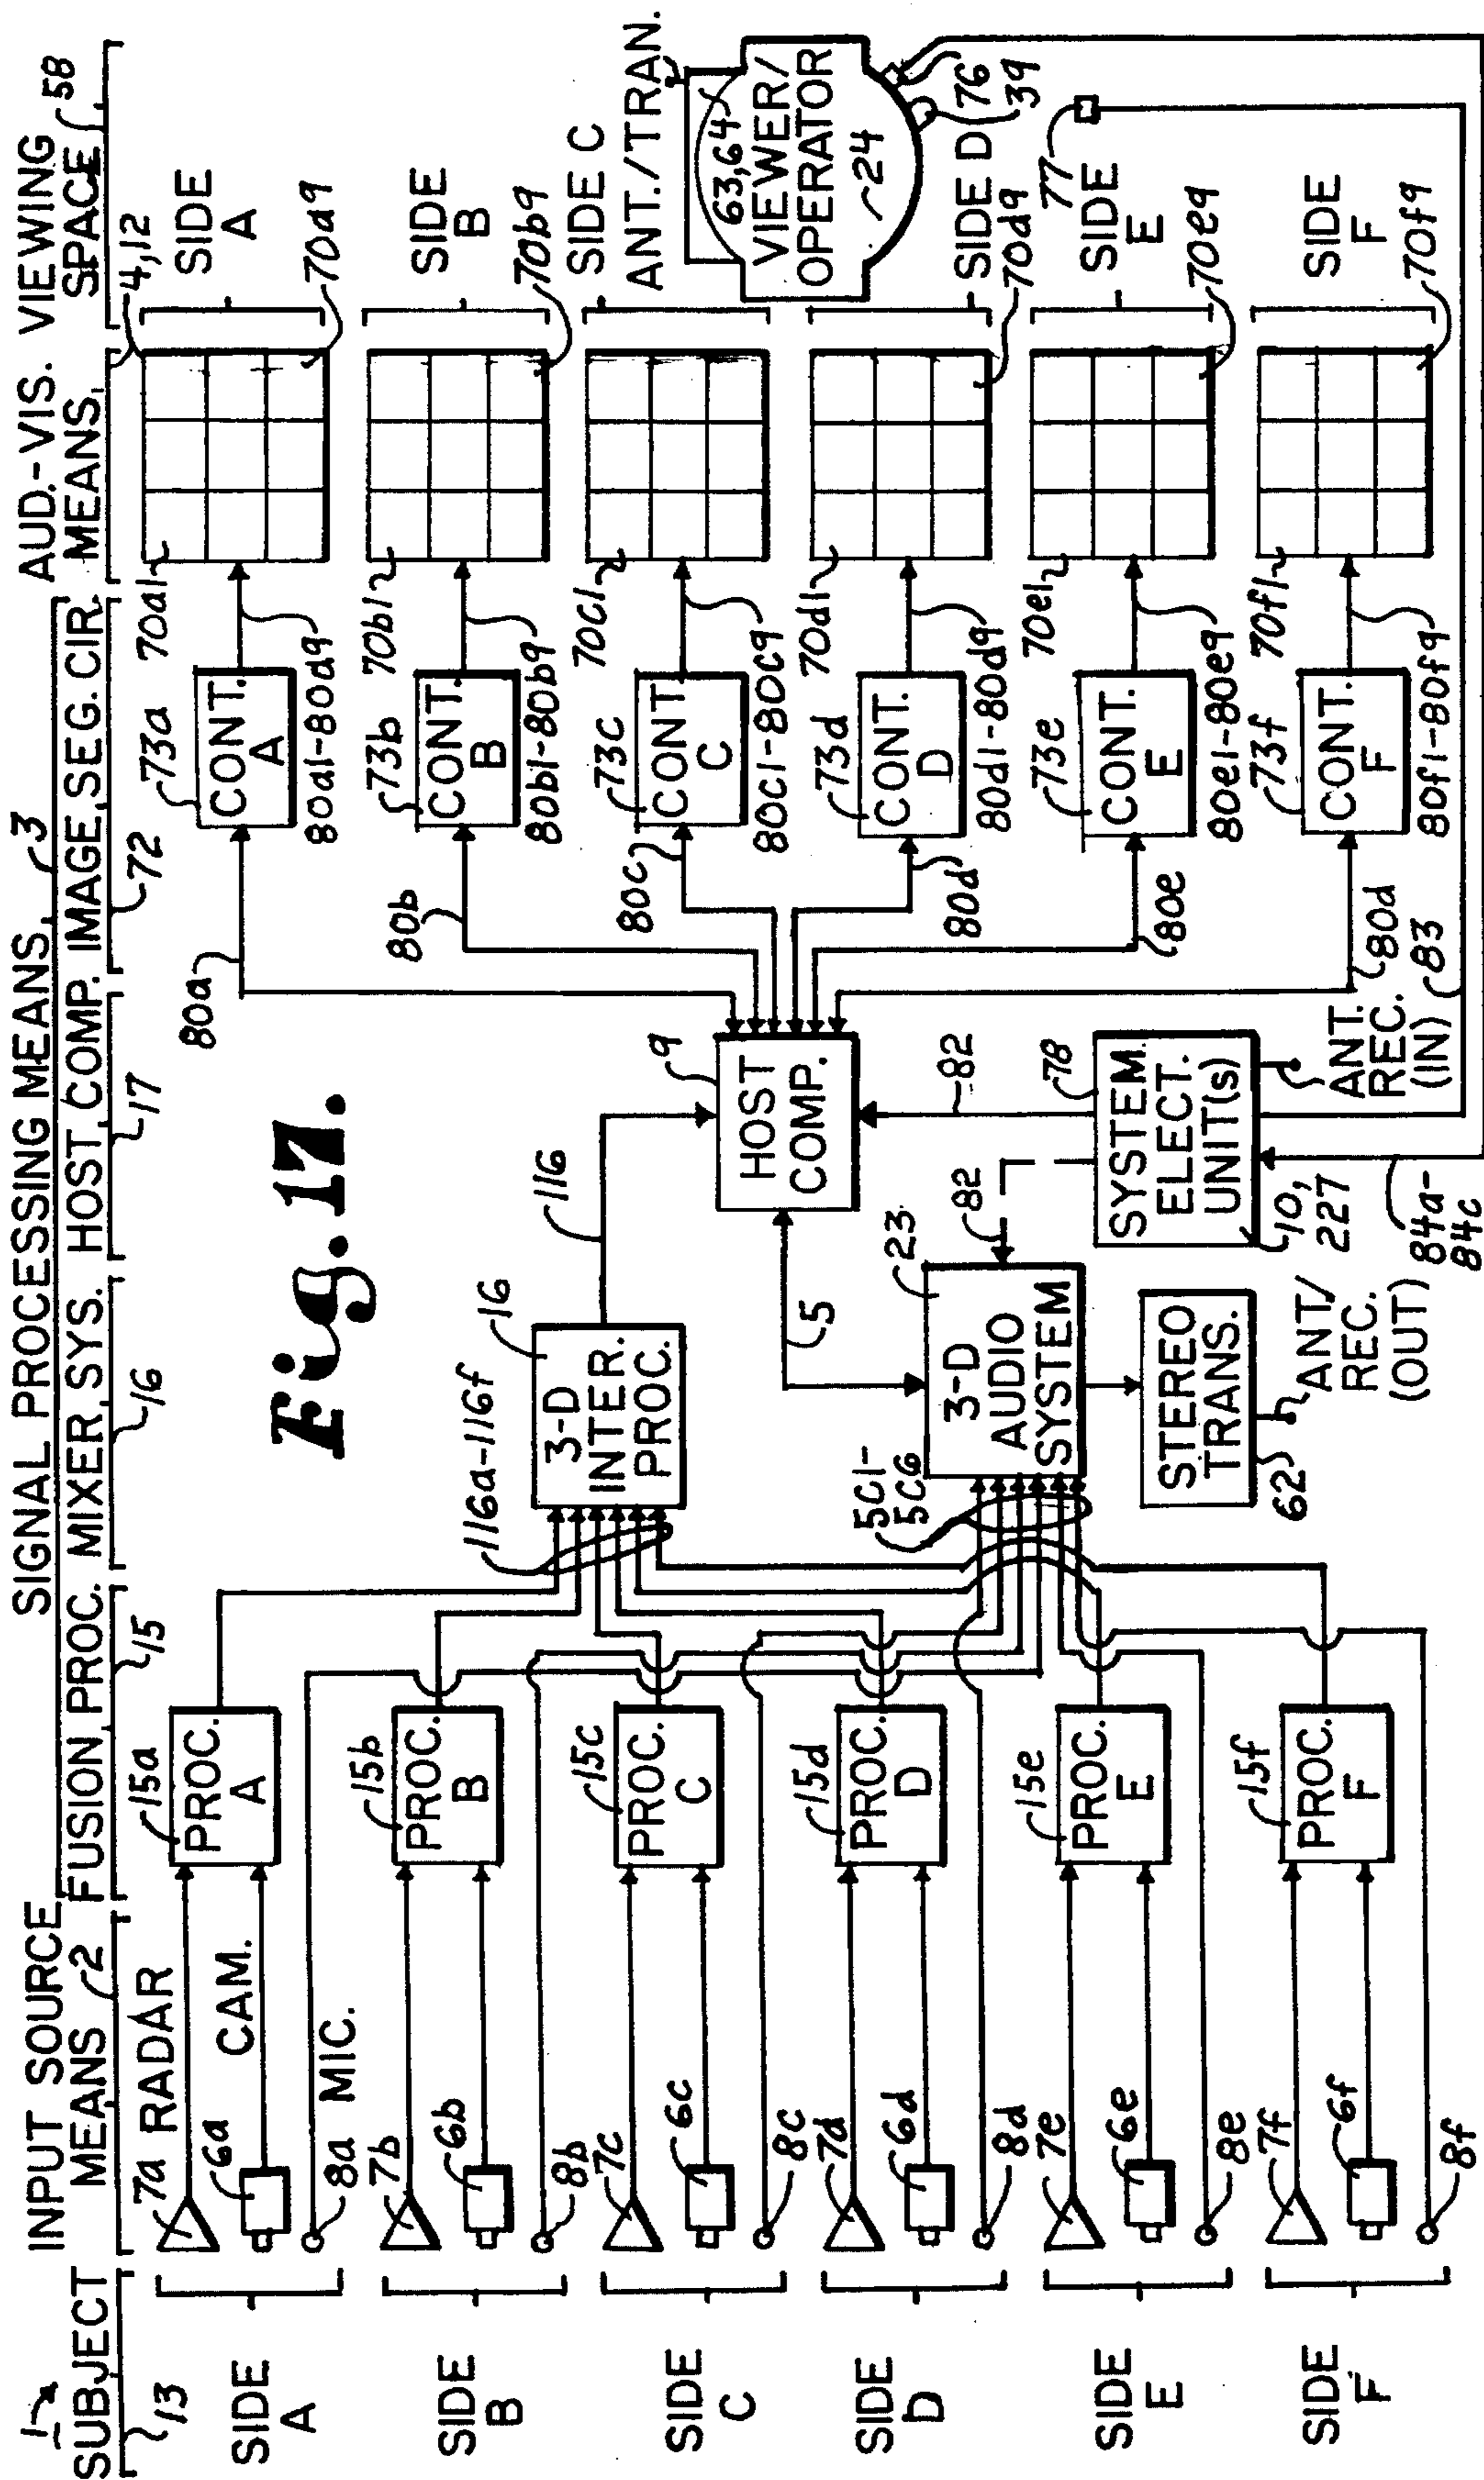 1
SUBJECT
13
INPUT SOURCE
MEANS 2
SIGNAL PROCESSING MEANS, 3
FUSION PROC.
15
MIXER SYS.
16
HOST COMP.
17
IMAGE SEG. CIR.
72
AUD.-VIS.
MEANS,
4,12
VIEWING
SPACE,
58
Fig. 17.
SIDE
A
7a RADAR
6a
CAM.
8a MIC.
15a
PROC.
A
SIDE
B
7b
6b
8b
15b
PROC.
B
SIDE
C
7c
6c
8c
15c
PROC.
C
SIDE
D
7d
6d
8d
15d
PROC.
D
SIDE
E
7e
6e
8e
15e
PROC.
E
SIDE
F
7f
6f
8f
15f
PROC.
F
116a-116f
16
3-D
INTER.
PROC.
116
5C1-
5C6
23
3-D
AUDIO
SYSTEM
5
82
STEREO
TRANS.
62
ANT/
REC.
(OUT)
9
HOST
COMP.
82
78
SYSTEM
ELECT.
UNIT(s)
10,
227
84a-
84c
ANT.
REC.
(IN)
83
80a
73a
CONT.
A
80a1-80d9
70a1
70a9
SIDE
A
80b
73b
CONT.
B
80b1-80b9
70b1
70b9
SIDE
B
80c
73c
CONT.
C
80c1-80c9
70c1
SIDE C
ANT./TRAN.
63,64
VIEWER/
OPERATOR
24
76
39
80d
73d
CONT.
D
80d1-80d9
70d1
70d9
SIDE D
77
80e
73e
CONT.
E
80e1-80e9
70e1
70e9
SIDE
E
80d
73f
CONT.
F
80f1-80f9
70f1
70f9
SIDE
F